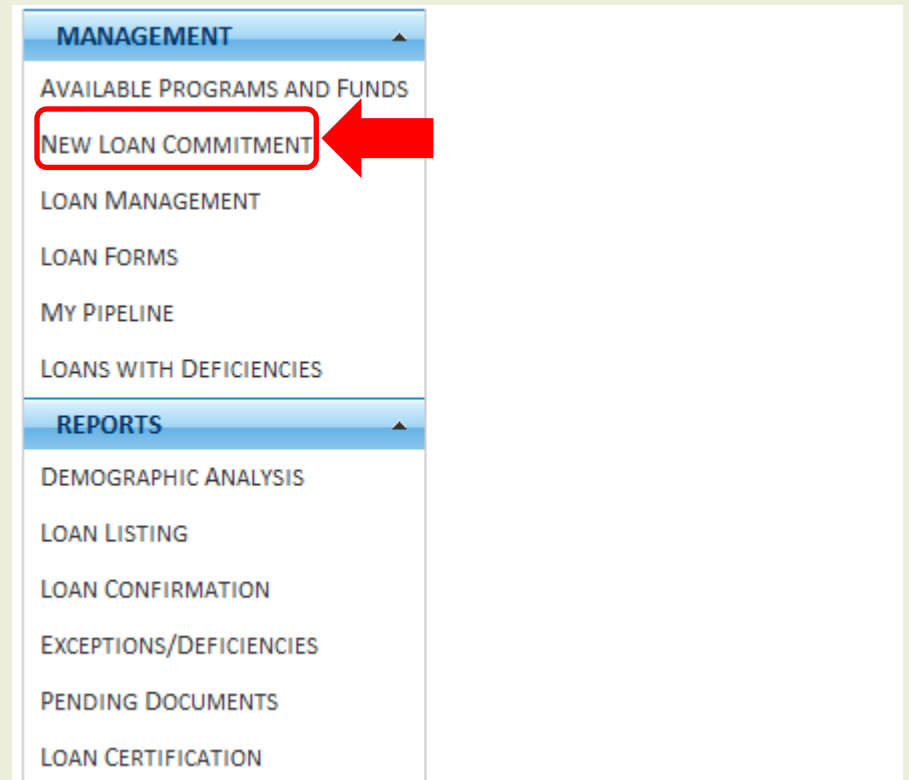 MANAGEMENT
AVAILABLE PROGRAMS AND FUNDS
NEW LOAN COMMITMENT
LOAN MANAGEMENT
LOAN FORMS
MY PIPELINE
LOANS WITH DEFICIENCIES
REPORTS
DEMOGRAPHIC ANALYSIS
LOAN LISTING
LOAN CONFIRMATION
EXCEPTIONS/DEFICIENCIES
PENDING DOCUMENTS
LOAN CERTIFICATION